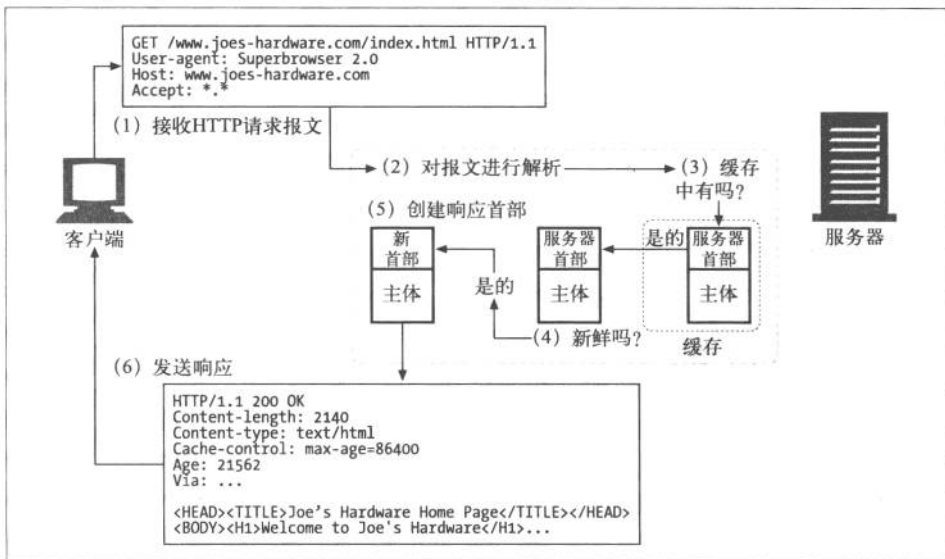 GET /www.joes-hardware.com/index.html HTTP/1.1
User-agent: Superbrowser 2.0
Host: www.joes-hardware.com
Accept: *.*
(1) 接收HTTP请求报文
(2) 对报文进行解析
(3) 缓存
中有吗?
客户端
服务器
(5) 创建响应首部
新
首部
主体
是的
服务器
首部
主体
是的
服务器
首部
主体
(4) 新鲜吗?
缓存
(6) 发送响应
HTTP/1.1 200 OK
Content-length: 2140
Content-type: text/html
Cache-control: max-age=86400
Age: 21562
Via: ...
<HEAD><TITLE>Joe's Hardware Home Page</TITLE></HEAD>
<BODY><H1>Welcome to Joe's Hardware</H1>...